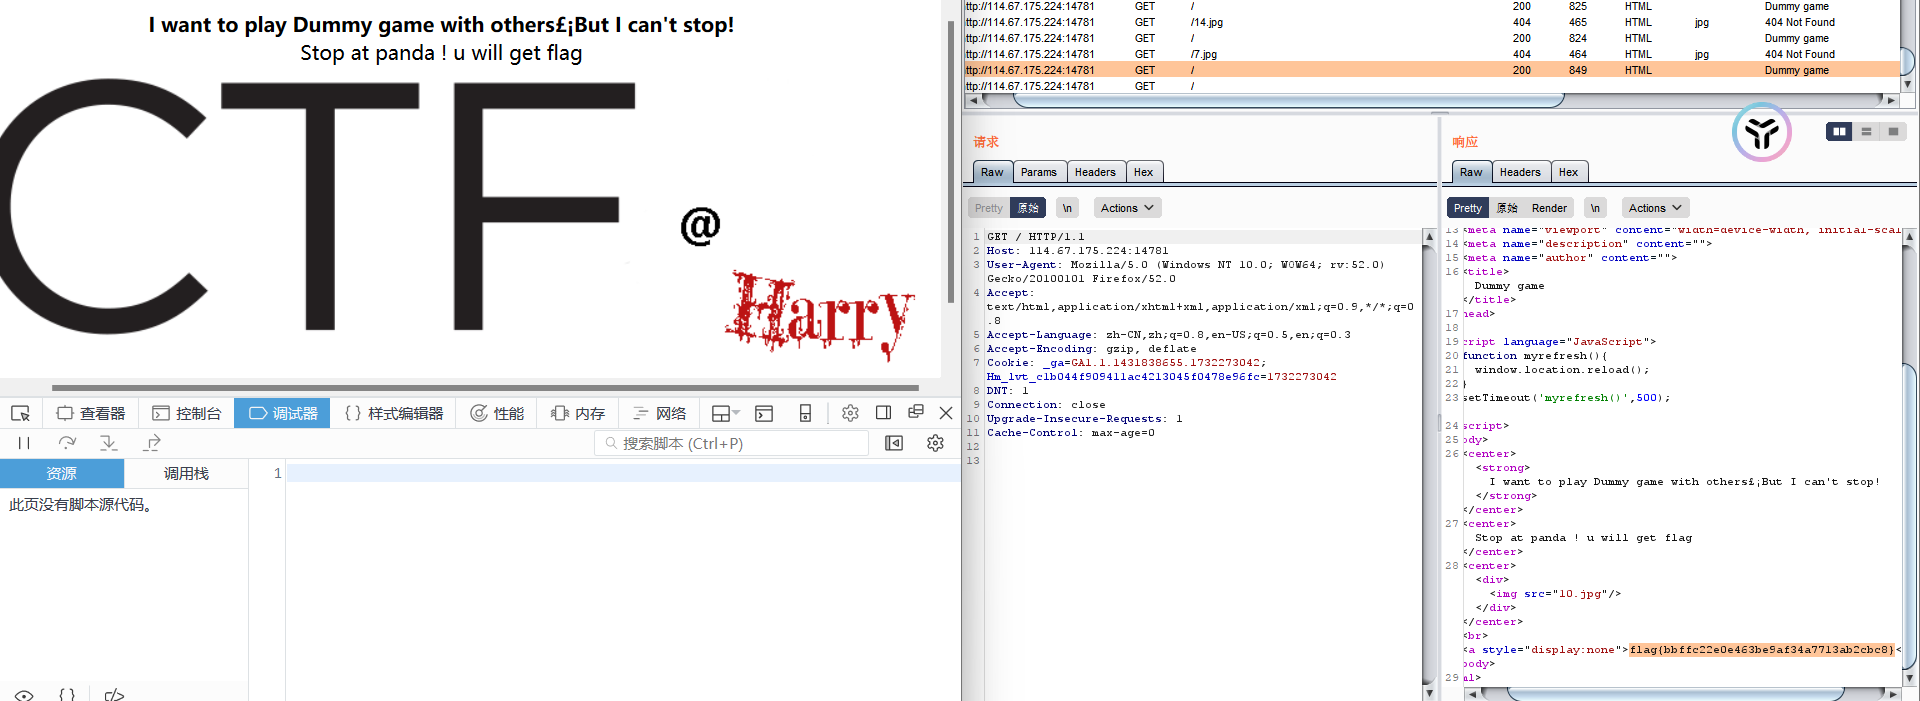 I want to play Dummy game with others£¡But I can't stop!
Stop at panda ! u will get flag
CTF
@
Harry
查看器 控制台 调试器 {} 样式编辑器 性能 内存 网络
搜索脚本 (Ctrl+P)
资源 调用栈
1
此页没有脚本源代码。
ttp://114.67.175.224:14781 GET / 200 825 HTML Dummy game
ttp://114.67.175.224:14781 GET /14.jpg 404 465 HTML jpg 404 Not Found
ttp://114.67.175.224:14781 GET / 200 824 HTML Dummy game
ttp://114.67.175.224:14781 GET /7.jpg 404 464 HTML jpg 404 Not Found
ttp://114.67.175.224:14781 GET / 200 849 HTML Dummy game
ttp://114.67.175.224:14781 GET /
请求
Raw Params Headers Hex
Pretty 原始 \n Actions
1 GET / HTTP/1.1
2 Host: 114.67.175.224:14781
3 User-Agent: Mozilla/5.0 (Windows NT 10.0; WOW64; rv:52.0)
Gecko/20100101 Firefox/52.0
4 Accept:
text/html,application/xhtml+xml,application/xml;q=0.9,*/*;q=0
.8
5 Accept-Language: zh-CN,zh;q=0.8,en-US;q=0.5,en;q=0.3
6 Accept-Encoding: gzip, deflate
7 Cookie: _ga=GA1.1.1431838655.1732273042;
Hm_lvt_c1b044f909411ac4213045f0478e96fc=1732273042
8 DNT: 1
9 Connection: close
10 Upgrade-Insecure-Requests: 1
11 Cache-Control: max-age=0
12
13
响应
Raw Headers Hex
Pretty 原始 Render \n Actions
13 <meta name="viewport" content="width=device-width, initial-scal
14 <meta name="description" content="">
15 <meta name="author" content="">
16 <title>
Dummy game
</title>
17 head>
18
19 cript language="JavaScript">
20 function myrefresh(){
21 window.location.reload();
22 }
23 setTimeout('myrefresh()',500);
24 script>
25 ody>
26 <center>
<strong>
I want to play Dummy game with others£¡But I can't stop!
</strong>
</center>
27 <center>
Stop at panda ! u will get flag
</center>
28 <center>
<div>
<img src="10.jpg"/>
</div>
</center>
<br>
<a style="display:none">flag{bbffc22e0e463be9af34a7713ab2cbc8}<
body>
29 ml>